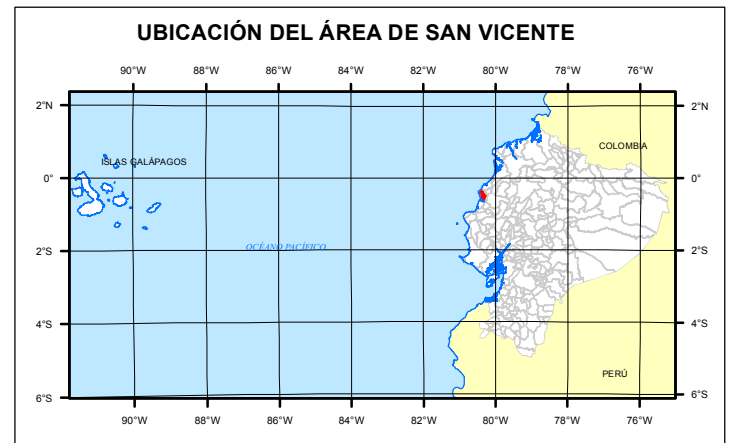 UBICACIÓN DEL ÁREA DE SAN VICENTE
90°W 88°W 86°W 84°W 82°W 80°W 78°W 76°W
2°N 2°N
COLOMBIA
ISLAS GALÁPAGOS
0° 0°
OCÉANO PACÍFICO
2°S 2°S
4°S 4°S
PERÚ
6°S 6°S
90°W 88°W 86°W 84°W 82°W 80°W 78°W 76°W